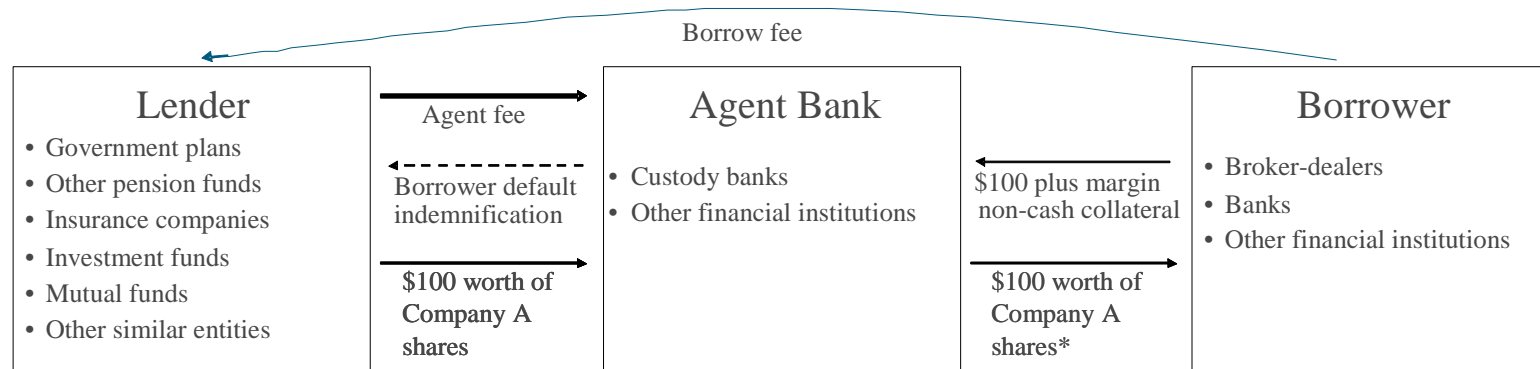 Borrow fee
Lender
• Government plans
• Other pension funds
• Insurance companies
• Investment funds
• Mutual funds
• Other similar entities
Agent fee
Borrower default
indemnification
$100 worth of
Company A
shares
Agent Bank
• Custody banks
• Other financial institutions
$100 plus margin
non-cash collateral
$100 worth of
Company A
shares*
Borrower
• Broker-dealers
• Banks
• Other financial institutions